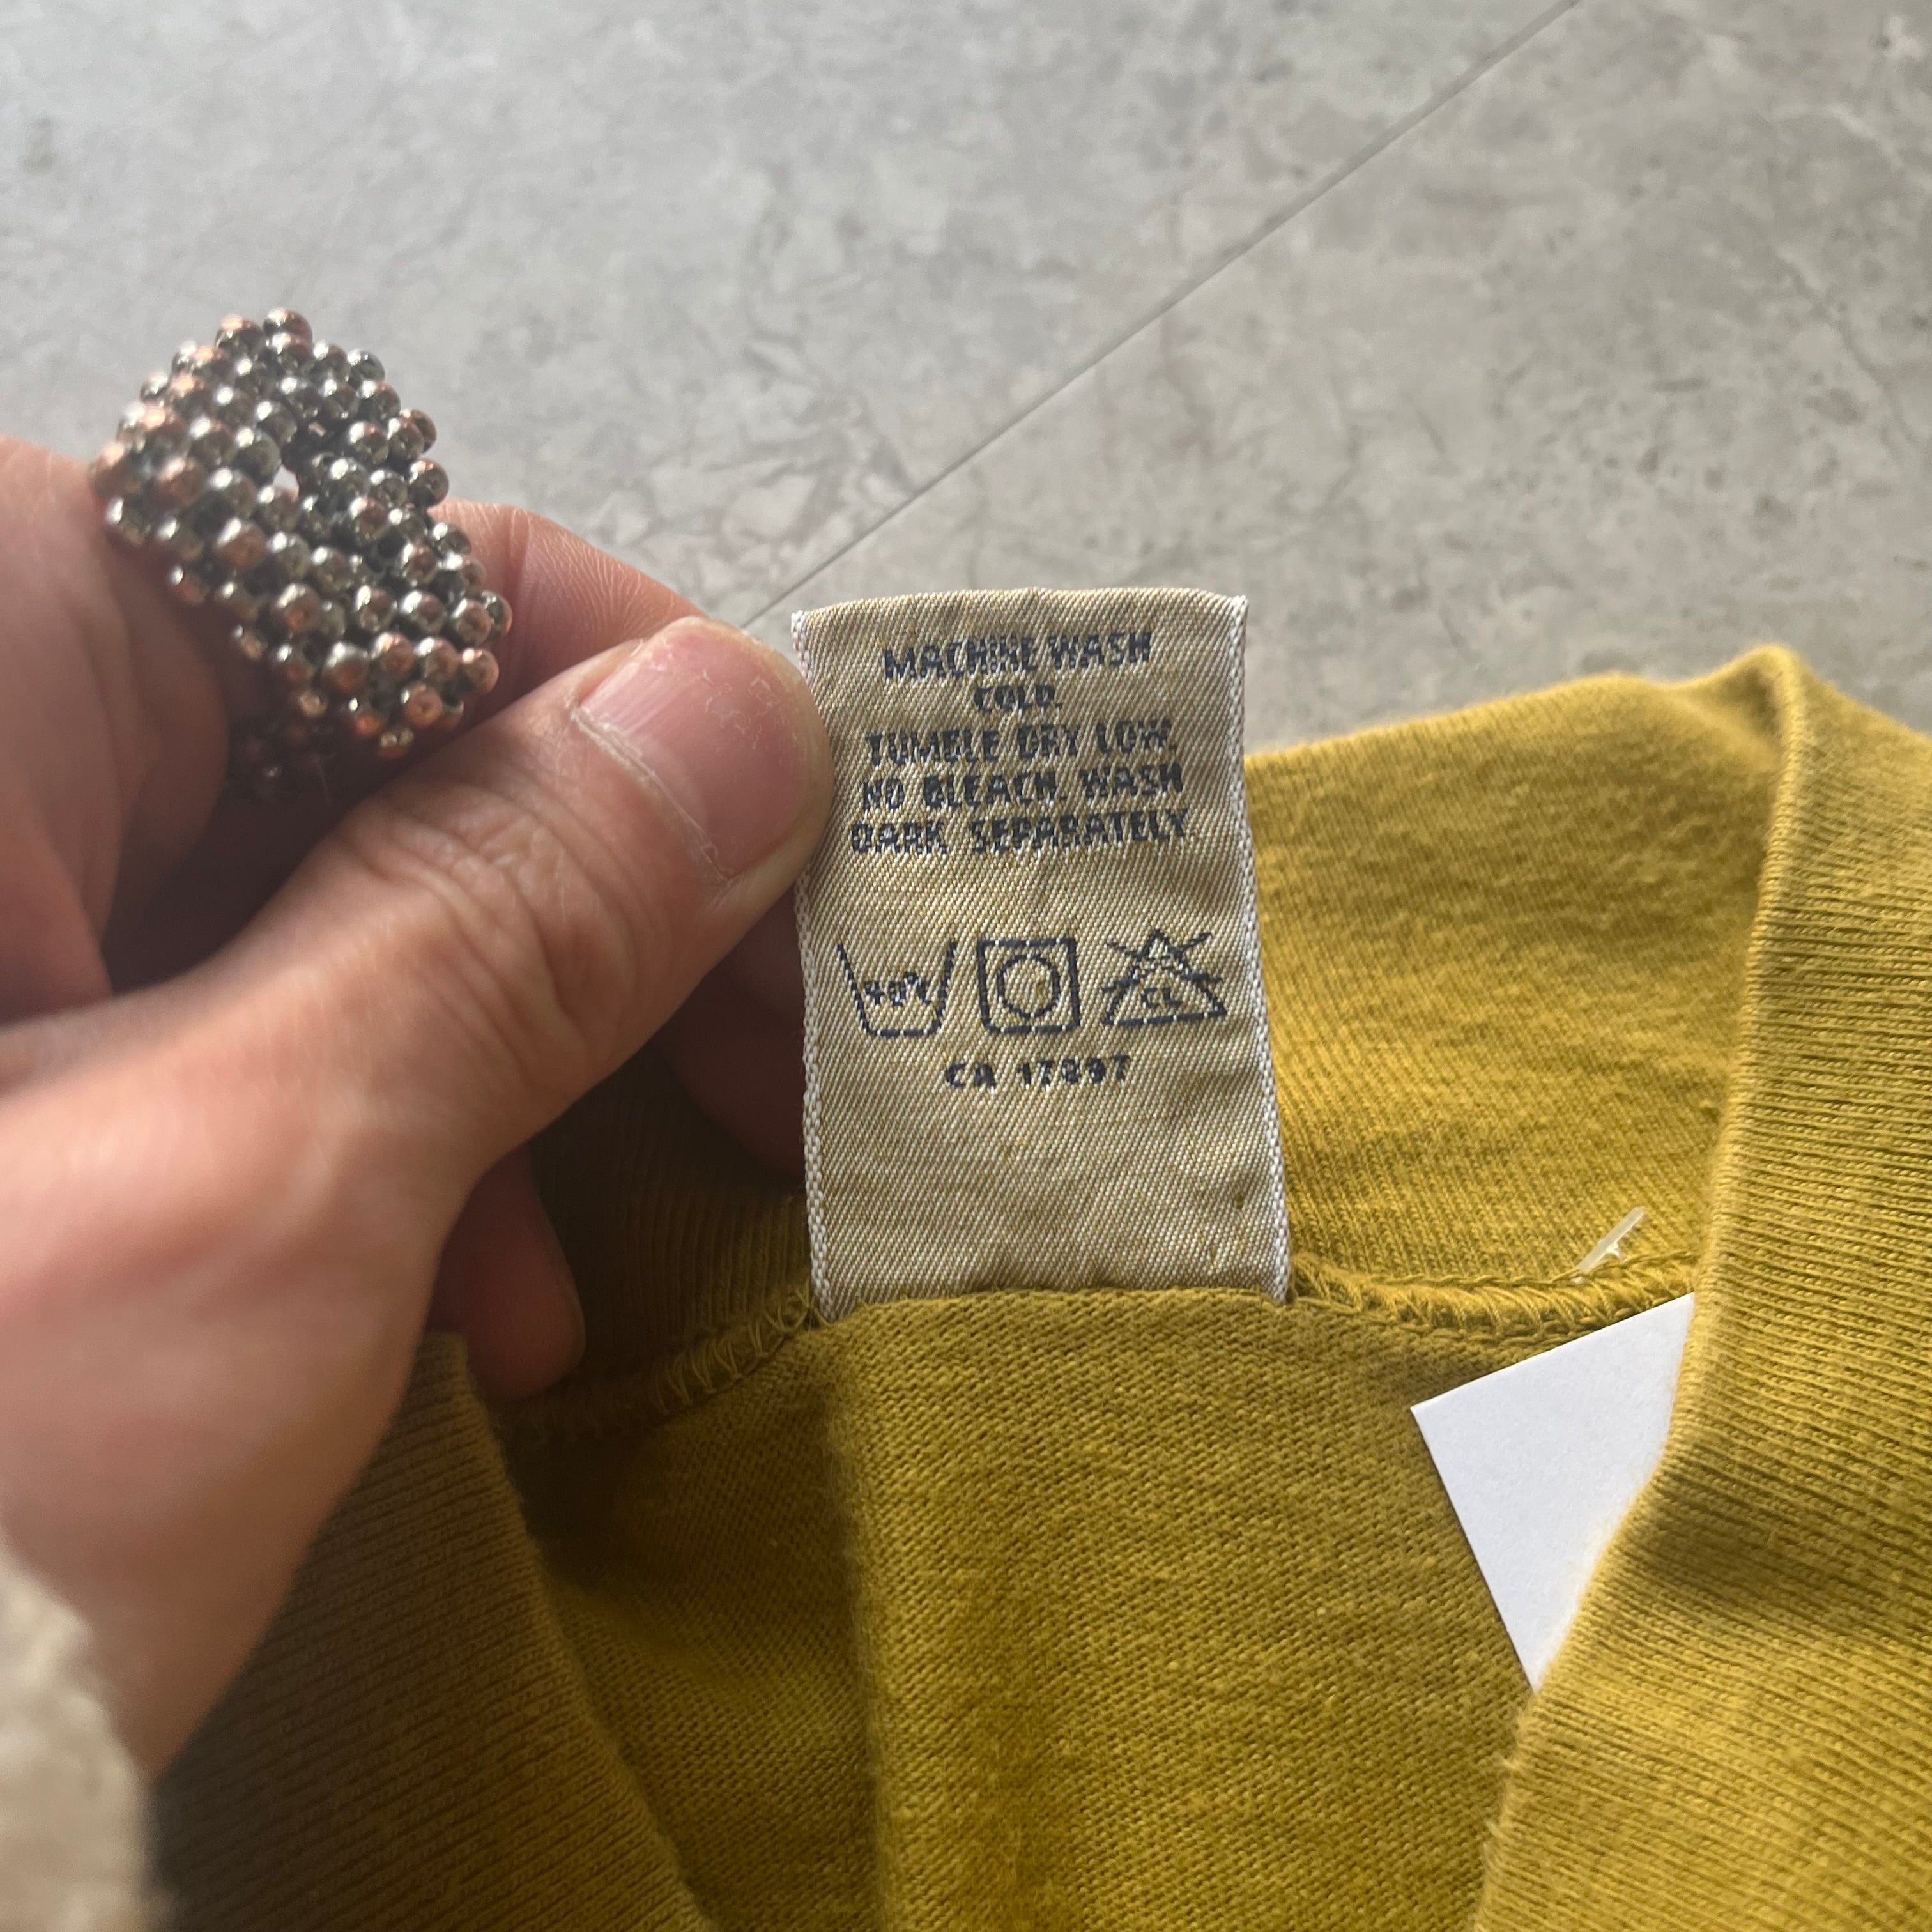 MACHINE WASH
COLD.
TUMBLE DRY LOW.
NO BLEACH. WASH
DARK SEPARATELY.
40°C
CL
CA 17897